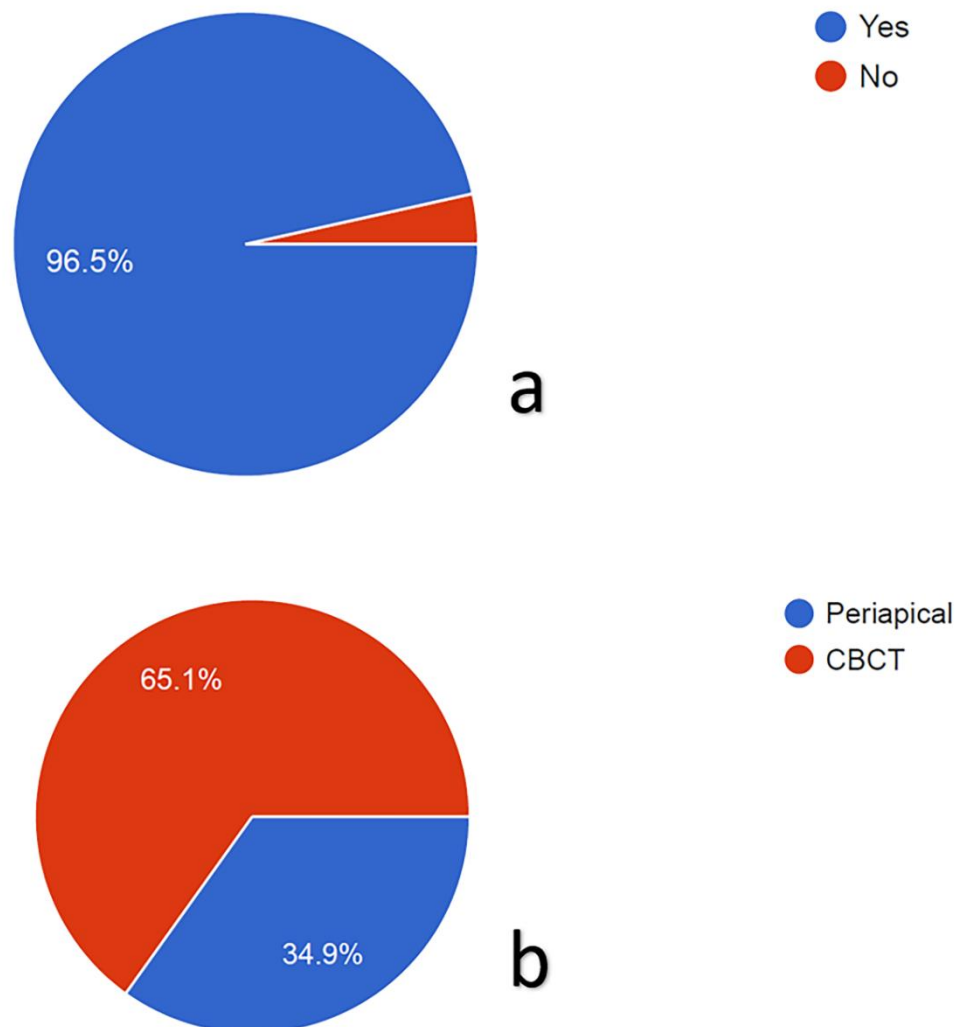 Yes
No
96.5%
a
Periapical
CBCT
65.1%
34.9%
b